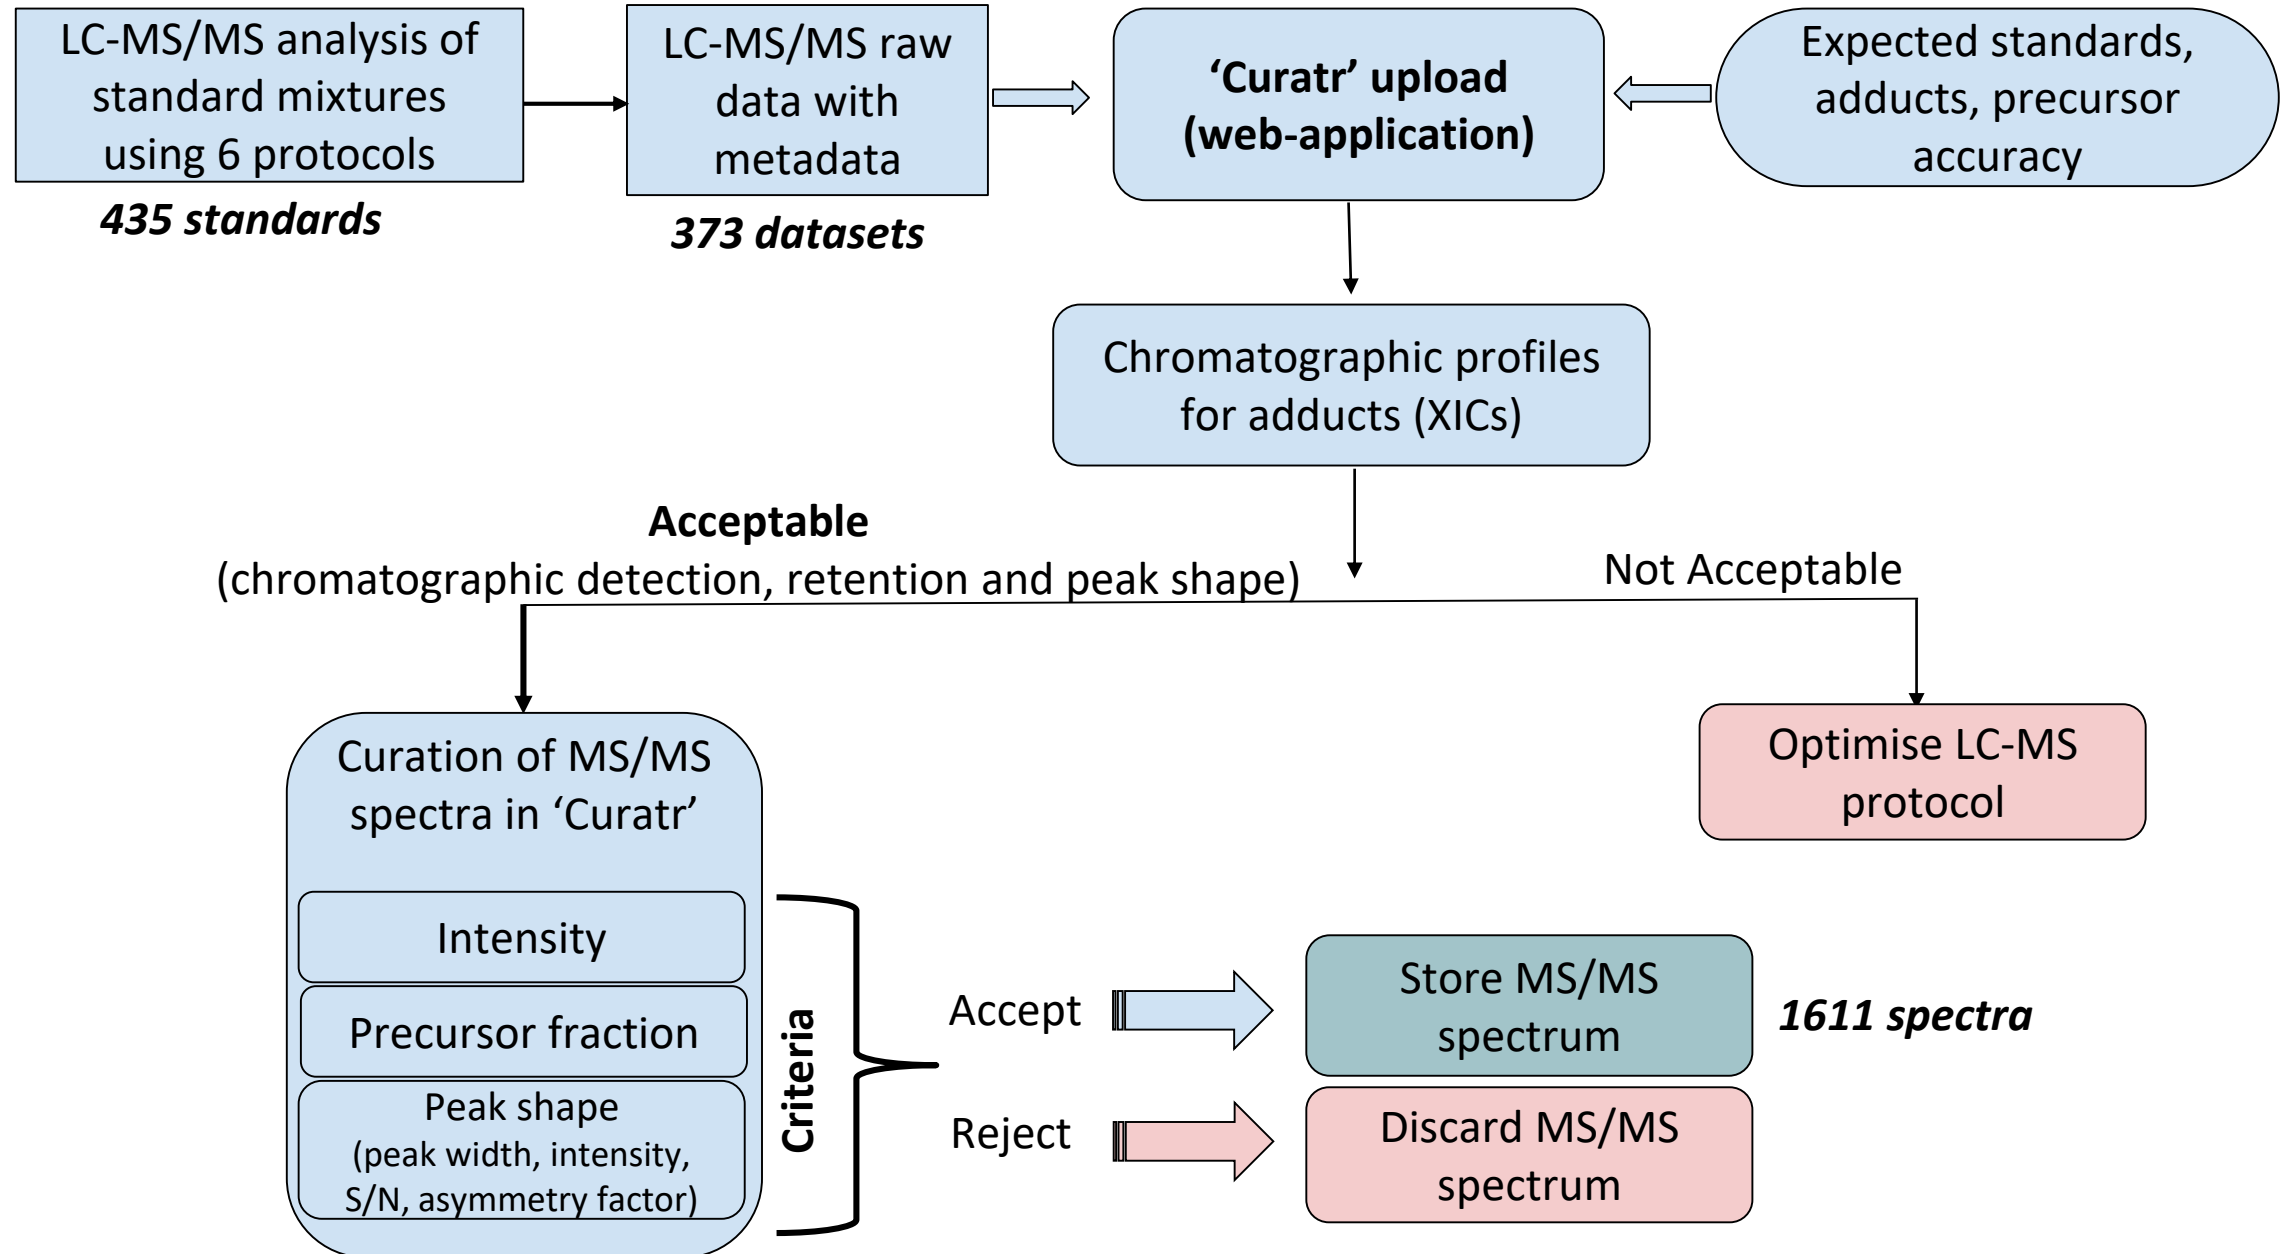 LC-MS/MS analysis of
standard mixtures
using 6 protocols
435 standards
LC-MS/MS raw
data with
metadata
373 datasets
‘Curatr’ upload
(web-application)
Expected standards,
adducts, precursor
accuracy
Chromatographic profiles
for adducts (XICs)
Acceptable
(chromatographic detection, retention and peak shape)
Not Acceptable
Optimise LC-MS
protocol
Curation of MS/MS
spectra in ‘Curatr’
Intensity
Precursor fraction
Peak shape
(peak width, intensity,
S/N, asymmetry factor)
Criteria
Accept
Store MS/MS
spectrum
1611 spectra
Reject
Discard MS/MS
spectrum